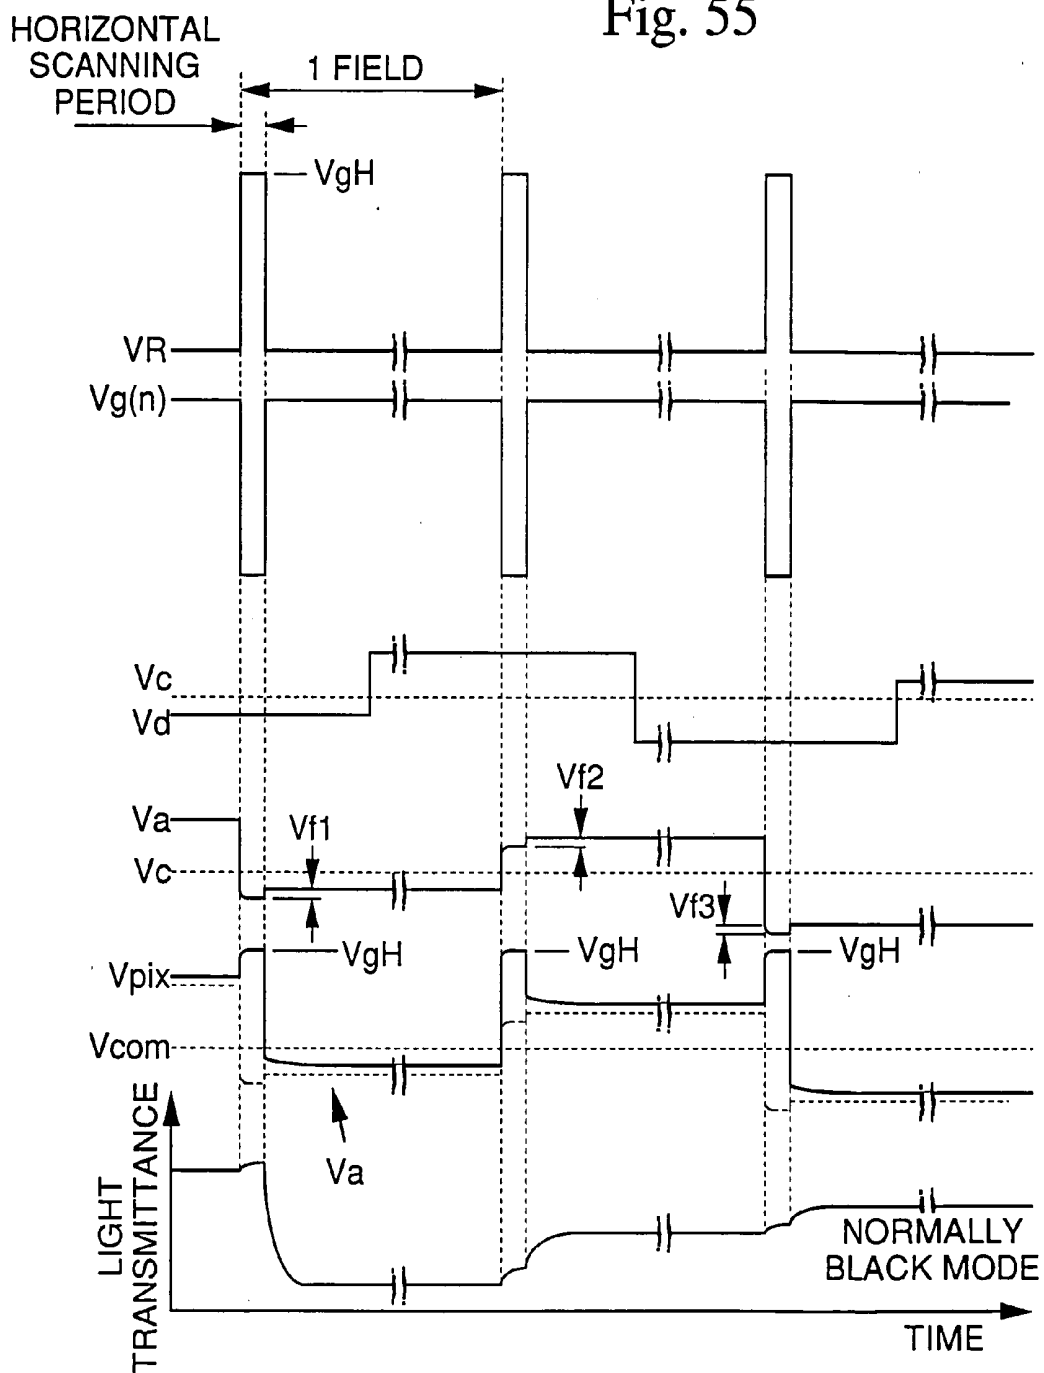 Fig. 55
HORIZONTAL
SCANNING
PERIOD
1 FIELD
VgH
VR
Vg(n)
Vc
Vd
Vf2
Va
Vf1
Vc
Vf3
VgH
VgH
VgH
Vpix
Vcom
Va
LIGHT
TRANSMITTANCE
NORMALLY
BLACK MODE
TIME